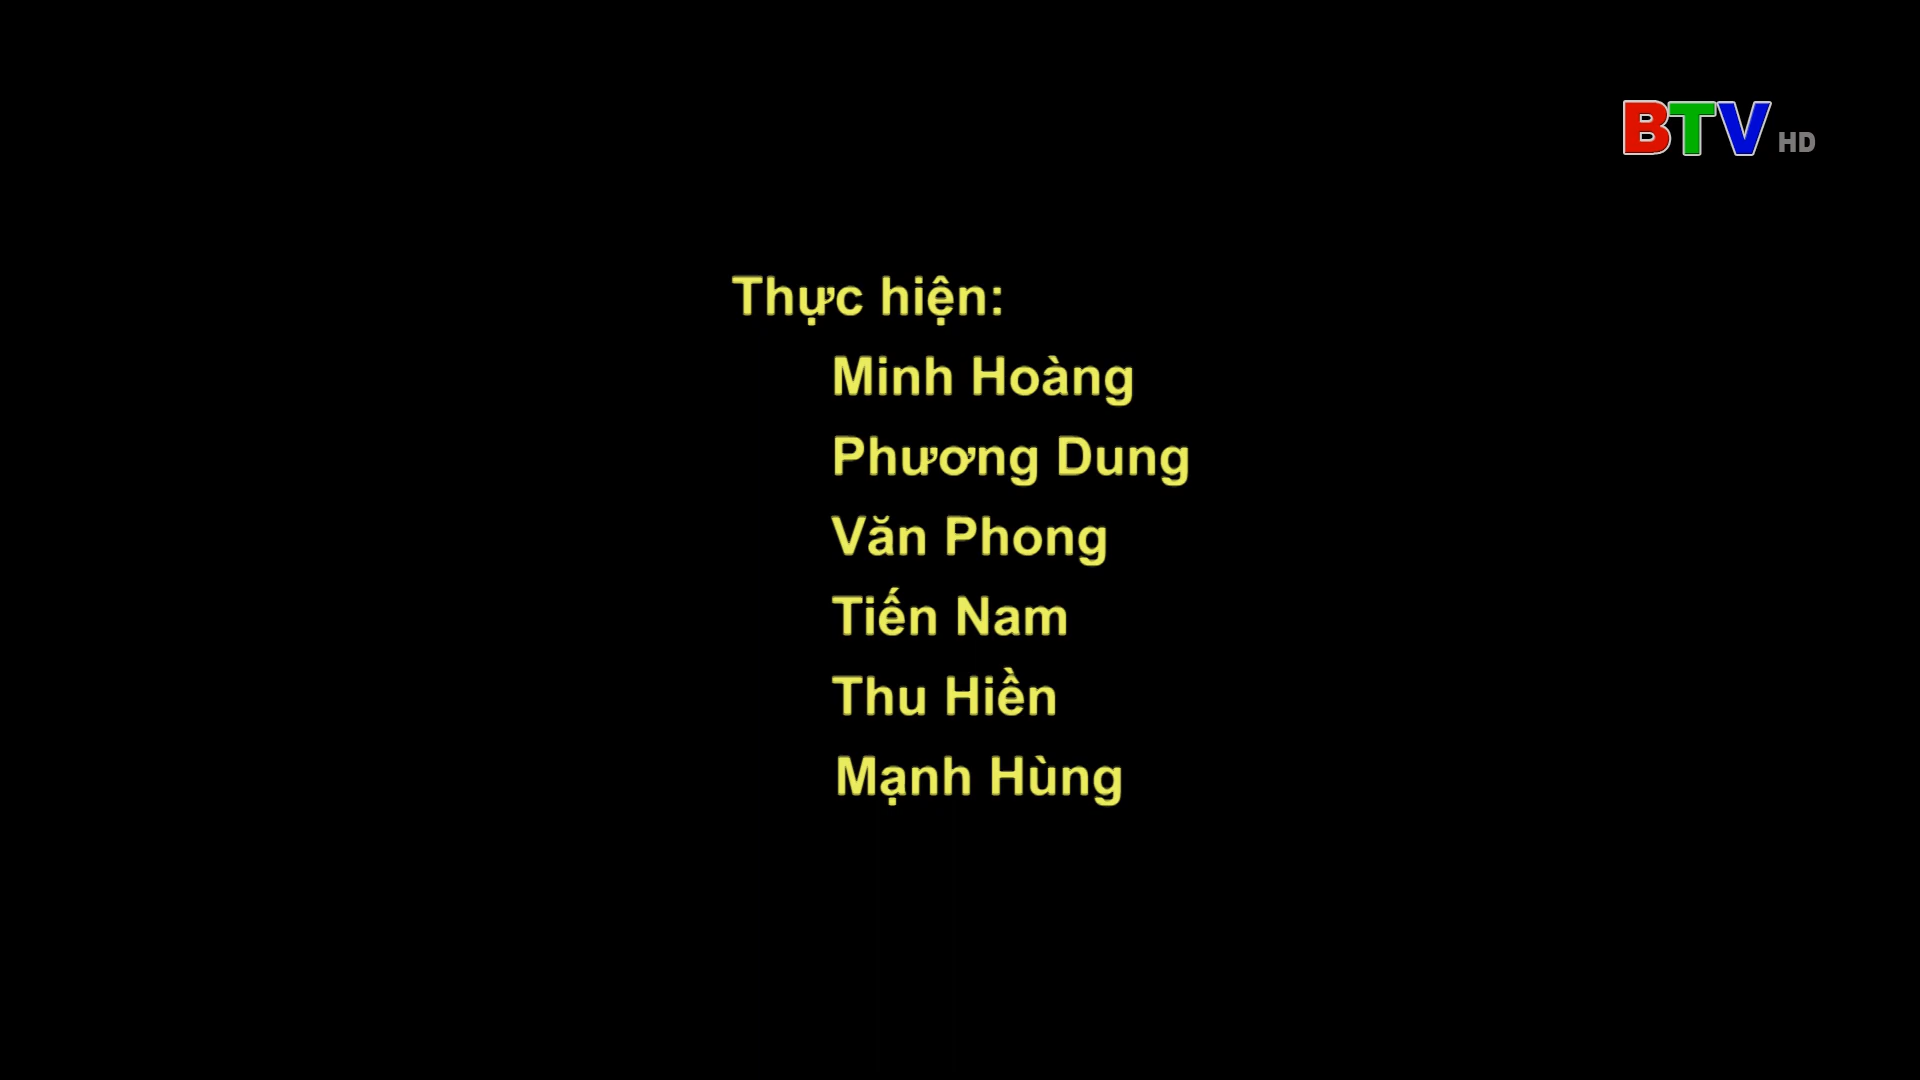 BTV HD
Thực hiện:
Minh Hoàng
Phương Dung
Văn Phong
Tiến Nam
Thu Hiền
Mạnh Hùng